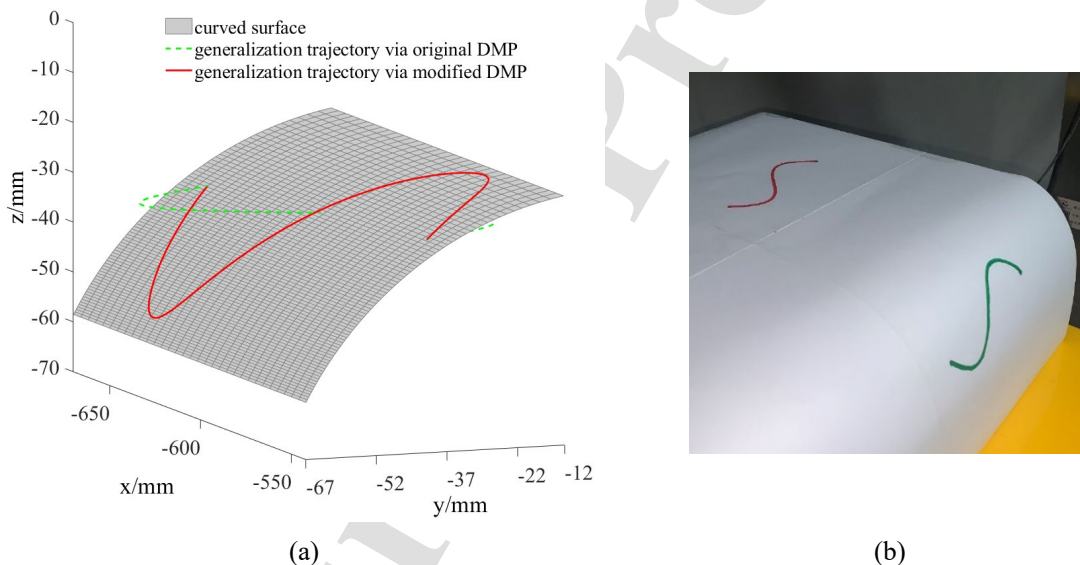 0
-10
-20
-30
-40
-50
-60
-70
z/mm
curved surface
generalization trajectory via original DMP
generalization trajectory via modified DMP
-650
-600
-550
x/mm
-67
-52
-37
-22
-12
y/mm
(a)
(b)